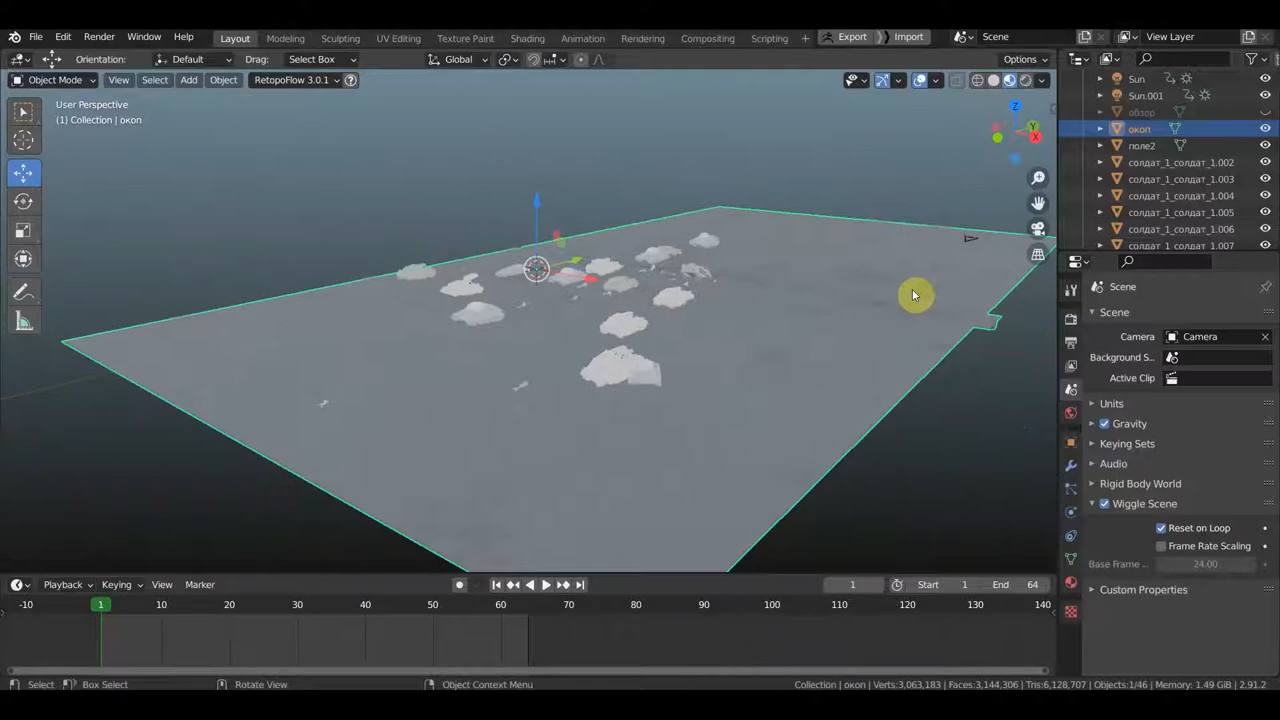 File Edit Render Window Help Layout Modeling Sculpting UV Editing Texture Paint Shading Animation Rendering Compositing Scripting + Export Import Scene View Layer
Orientation: Default Drag: Select Box Global Options
Object Mode View Select Add Object RetopoFlow 3.0.1 ?
User Perspective
(1) Collection | окоп
Z
Y
X
Sun
Sun.001
обзор
окоп
поле2
солдат_1_солдат_1.002
солдат_1_солдат_1.003
солдат_1_солдат_1.004
солдат_1_солдат_1.005
солдат_1_солдат_1.006
солдат_1_солдат_1.007
Scene
Scene
Camera Camera
Background S...
Active Clip
Units
Gravity
Keying Sets
Audio
Rigid Body World
Wiggle Scene
Reset on Loop
Frame Rate Scaling
Base Frame ... 24.00
Custom Properties
Playback Keying View Marker 1 Start 1 End 64
-10 1 10 20 30 40 50 60 70 80 90 100 110 120 130 140
Select Box Select Rotate View Object Context Menu Collection | окоп | Verts:3,063,183 | Faces:3,144,306 | Tris:6,128,707 | Objects:1/46 | Memory: 1.49 GiB | 2.91.2